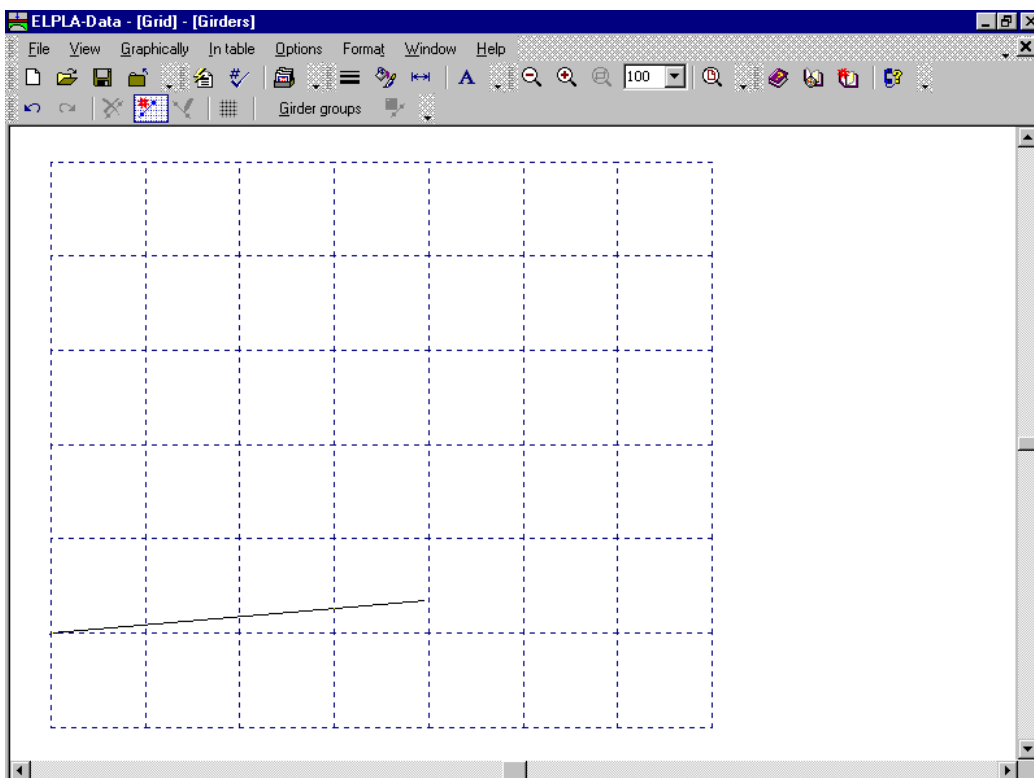 ELPLA-Data - [Grid] - [Girders]
File View Graphically In table Options Format Window Help
A 100
Girder groups